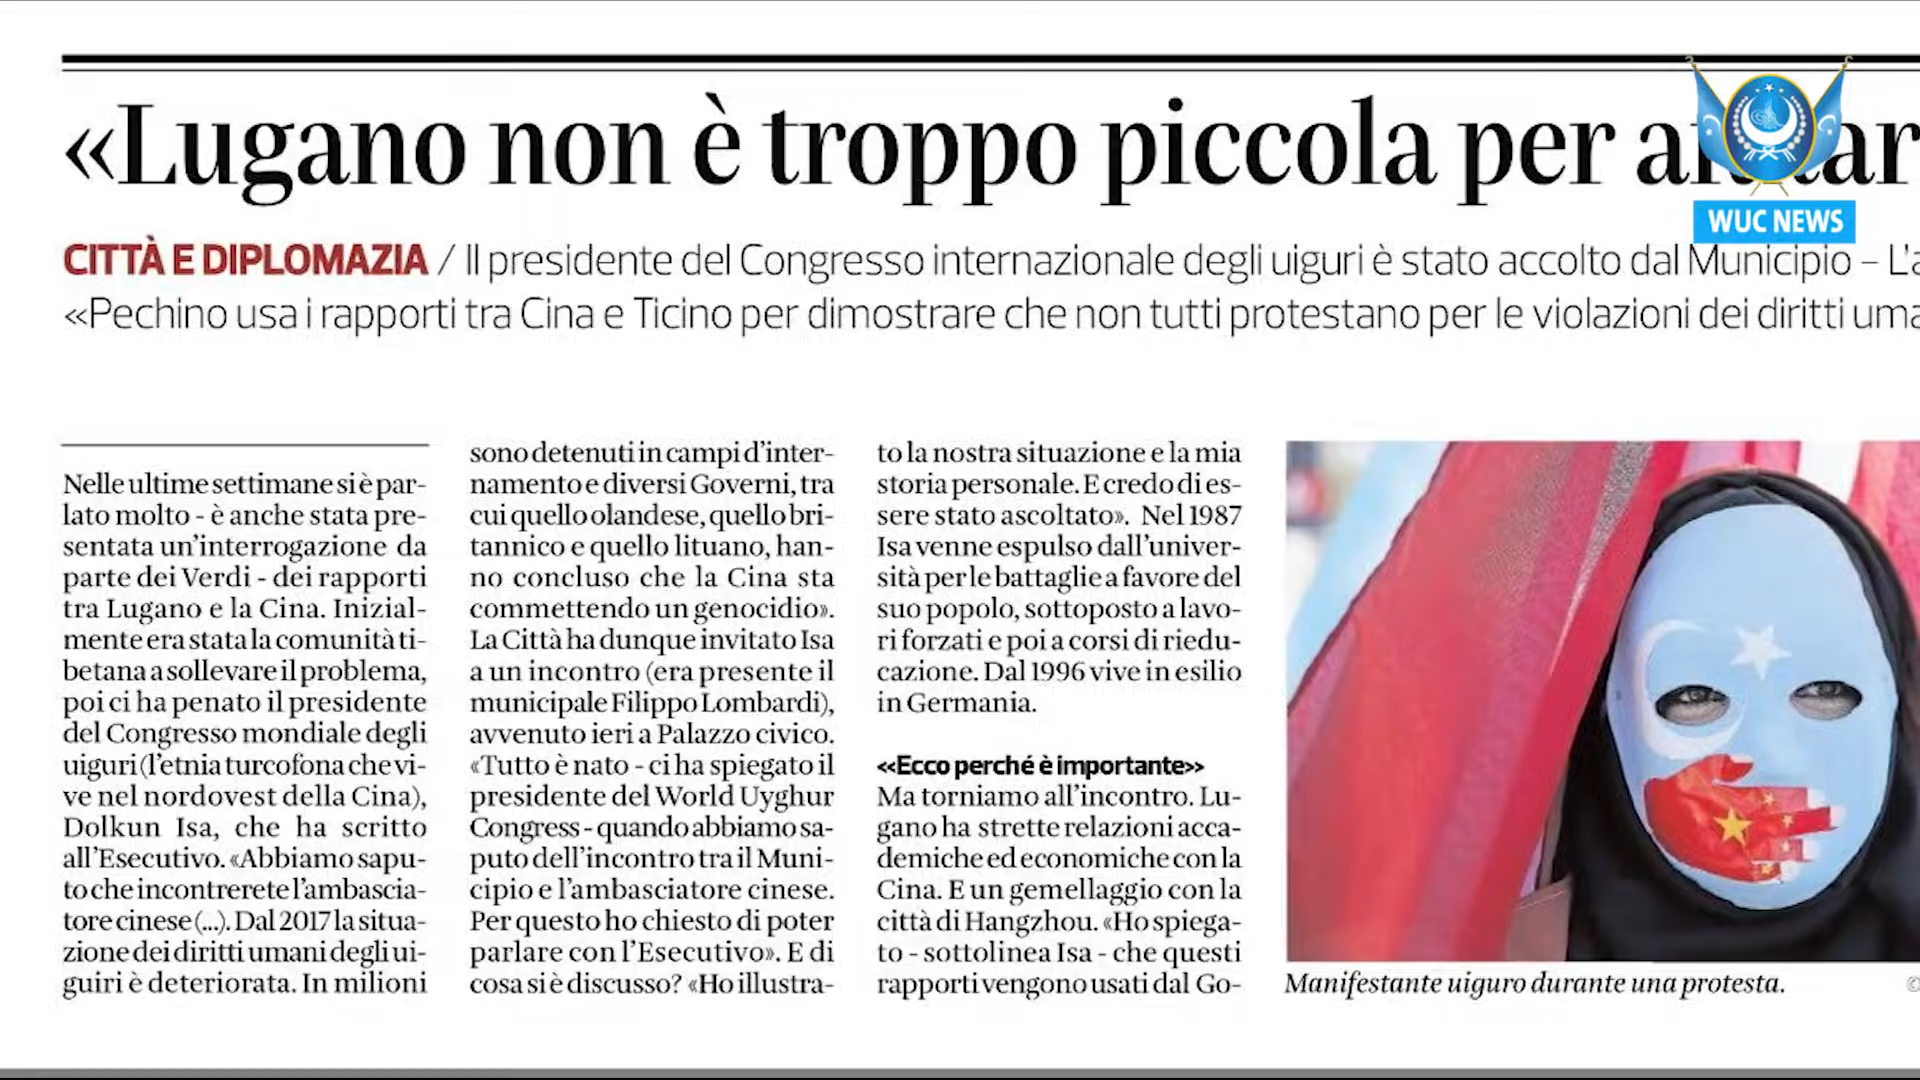 «Lugano non è troppo piccola per
WUC NEWS
CITTÀ E DIPLOMAZIA / Il presidente del Congresso internazionale degli uiguri è stato accolto dal Municipio –
«Pechino usa i rapporti tra Cina e Ticino per dimostrare che non tutti protestano per le violazioni dei diritti
Nelle ultime settimane si è par-
lato molto - è anche stata pre-
sentata un'interrogazione da
parte dei Verdi - dei rapporti
tra Lugano e la Cina. Inizial-
mente era stata la comunità ti-
betana a sollevare il problema,
poi ci ha penato il presidente
del Congresso mondiale degli
uiguri (l'etnia turcofona che vi-
ve nel nordovest della Cina),
Dolkun Isa, che ha scritto
all'Esecutivo. «Abbiamo sapu-
to che incontrerete l'ambascia-
tore cinese (...). Dal 2017 la situa-
zione dei diritti umani degli ui-
guiri è deteriorata. In milioni
sono detenuti in campi d'inter-
namento e diversi Governi, tra
cui quello olandese, quello bri-
tannico e quello lituano, han-
no concluso che la Cina sta
commettendo un genocidio».
La Città ha dunque invitato Isa
a un incontro (era presente il
municipale Filippo Lombardi),
avvenuto ieri a Palazzo civico.
«Tutto è nato - ci ha spiegato il
presidente del World Uyghur
Congress - quando abbiamo sa-
puto dell'incontro tra il Muni-
cipio e l'ambasciatore cinese.
Per questo ho chiesto di poter
parlare con l'Esecutivo». E di
cosa si è discusso? «Ho illustra-
to la nostra situazione e la mia
storia personale. E credo di es-
sere stato ascoltato». Nel 1987
Isa venne espulso dall'univer-
sità per le battaglie a favore del
suo popolo, sottoposto a lavo-
ri forzati e poi a corsi di riedu-
cazione. Dal 1996 vive in esilio
in Germania.
«Ecco perché è importante»
Ma torniamo all'incontro. Lu-
gano ha strette relazioni acca-
demiche ed economiche con la
Cina. E un gemellaggio con la
città di Hangzhou. «Ho spiega-
to - sottolinea Isa - che questi
rapporti vengono usati dal Go-
Manifestante uiguro durante una protesta.